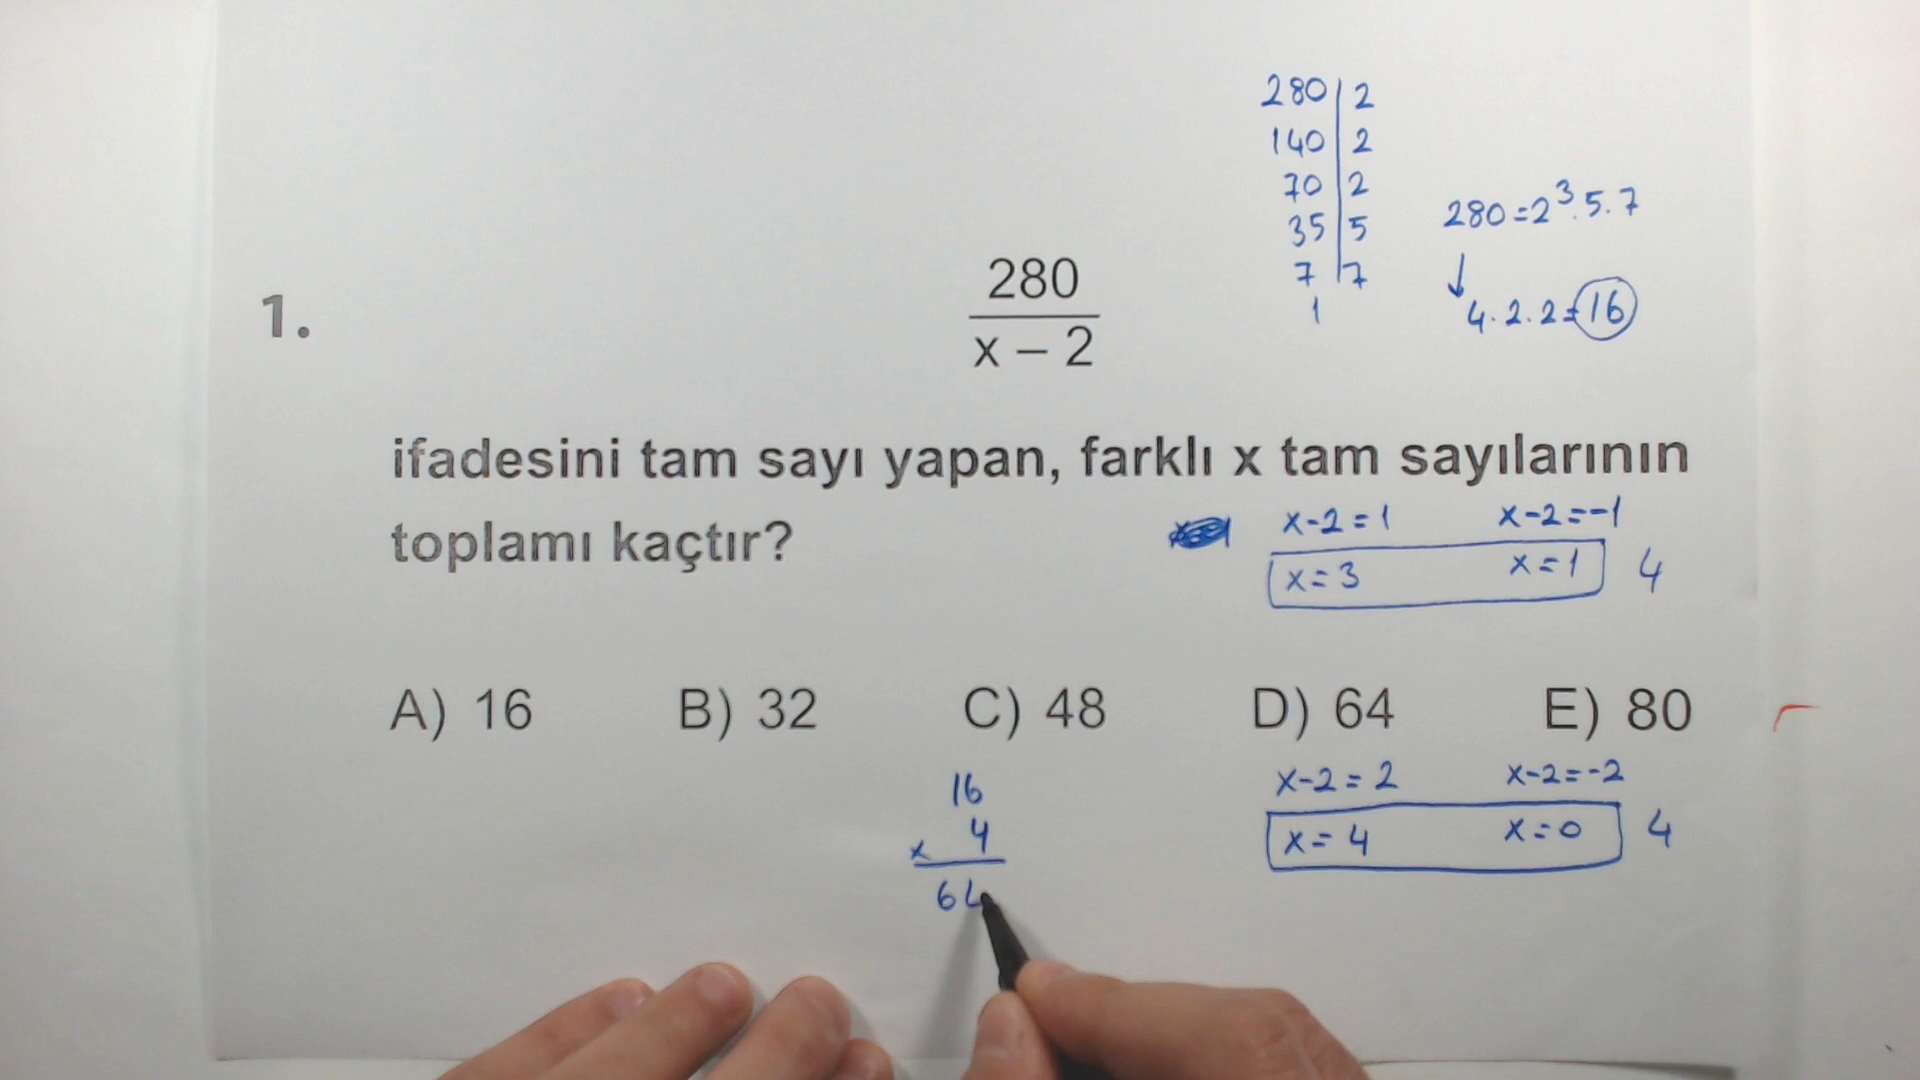 280 | 2
140 | 2
70 | 2
35 | 5
7 | 7
1
280=2³.5.7
↓
4.2.2=16
1.
280
x – 2
ifadesini tam sayı yapan, farklı x tam sayılarının
toplamı kaçtır?
x-2=1 x-2=-1
x=3 x=1 4
A) 16 B) 32 C) 48 D) 64 E) 80
x-2=2 x-2=-2
x=4 x=0 4
16
x 4
64